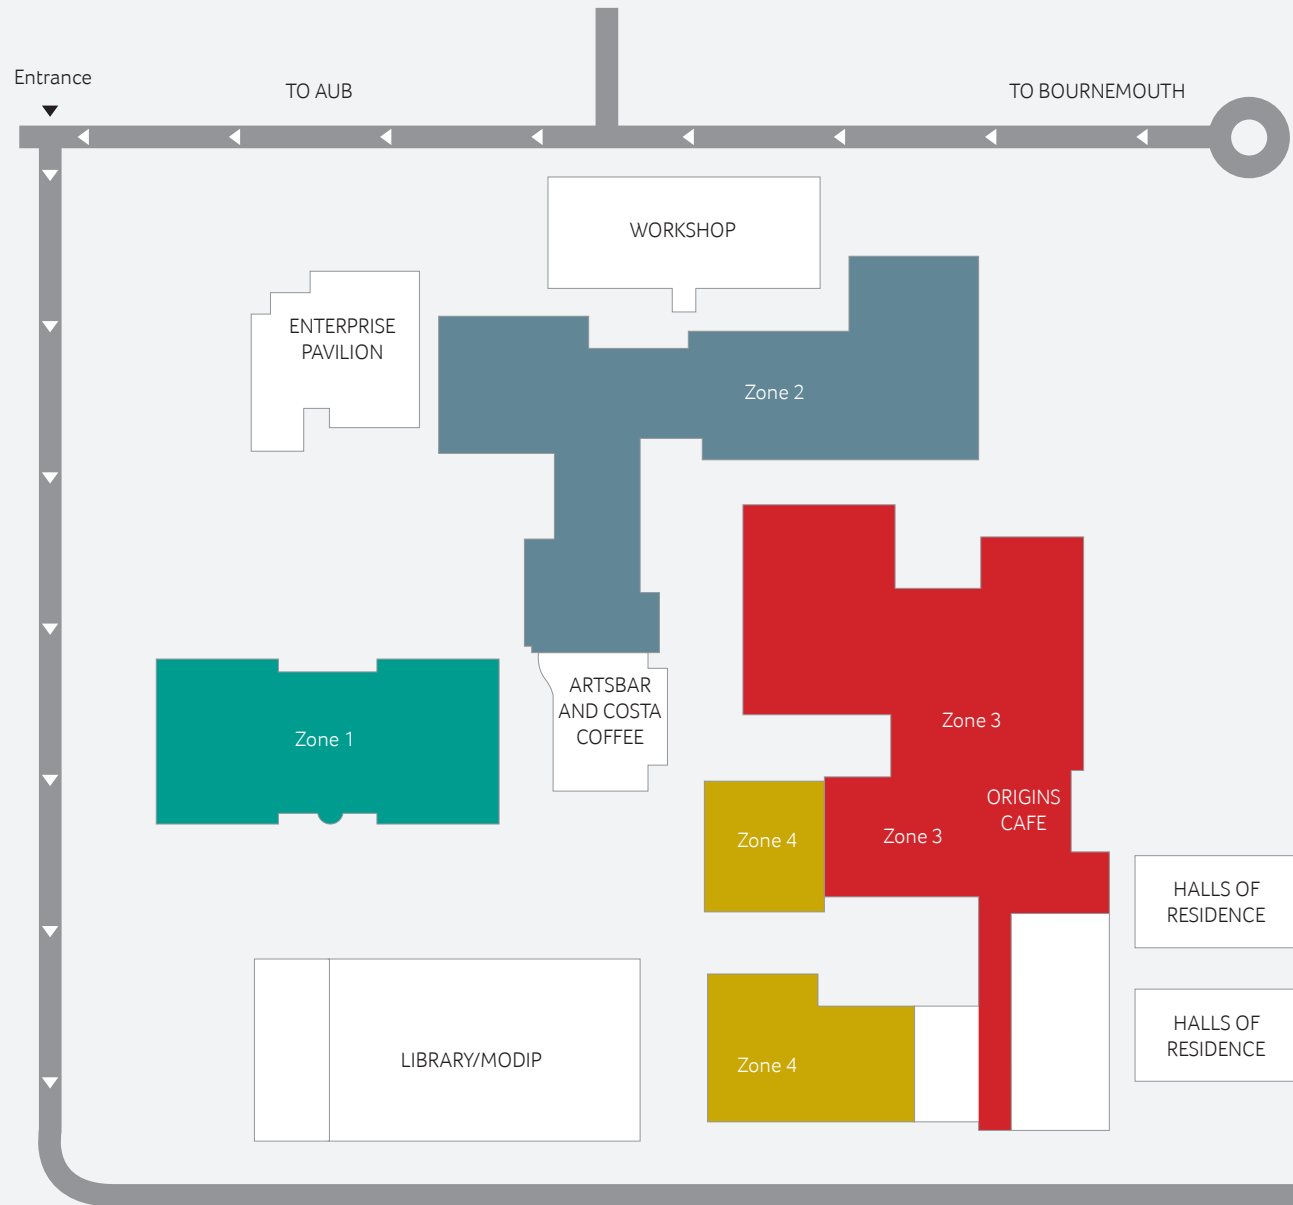 Entrance
TO AUB
TO BOURNEMOUTH
WORKSHOP
ENTERPRISE
PAVILION
Zone 2
ARTSBAR
AND COSTA
COFFEE
Zone 1
Zone 3
ORIGINS
CAFE
Zone 4
Zone 3
HALLS OF
RESIDENCE
LIBRARY/MODIP
Zone 4
HALLS OF
RESIDENCE